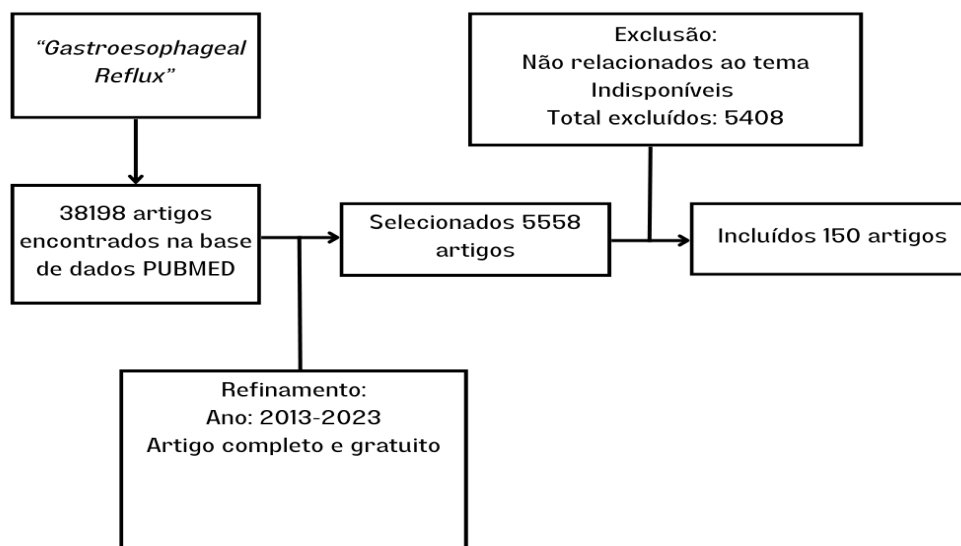 “Gastroesophageal
Reflux”
Exclusão:
Não relacionados ao tema
Indisponíveis
Total excluídos: 5408
38198 artigos
encontrados na base
de dados PUBMED
Selecionados 5558
artigos
Incluídos 150 artigos
Refinamento:
Ano: 2013-2023
Artigo completo e gratuito